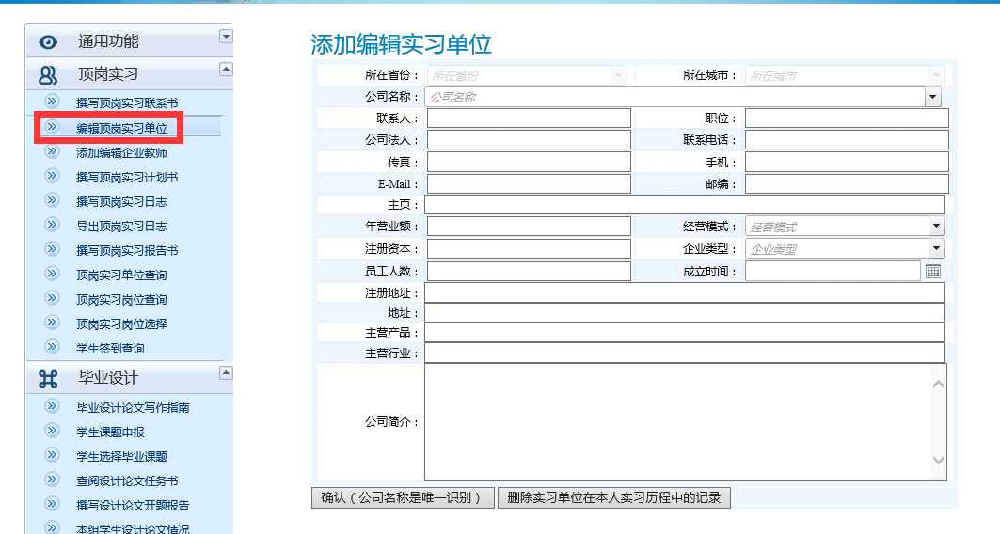 通用功能
顶岗实习
撰写顶岗实习联系书
编辑顶岗实习单位
添加编辑企业教师
撰写顶岗实习计划书
撰写顶岗实习日志
导出顶岗实习日志
撰写顶岗实习报告书
顶岗实习单位查询
顶岗实习岗位查询
顶岗实习岗位选择
学生签到查询
毕业设计
毕业设计论文写作指南
学生课题申报
学生选择毕业课题
查阅设计论文任务书
撰写设计论文开题报告
本组学生设计论文情况
添加编辑实习单位
所在省份： 所在省份 所在城市： 所在城市
公司名称： 公司名称
联系人： 职位：
公司法人： 联系电话：
传真： 手机：
E-Mail： 邮编：
主页：
年营业额： 经营模式： 经营模式
注册资本： 企业类型： 企业类型
员工人数： 成立时间：
注册地址：
地址：
主营产品：
主营行业：
公司简介：
确认（公司名称是唯一识别） 删除实习单位在本人实习历程中的记录